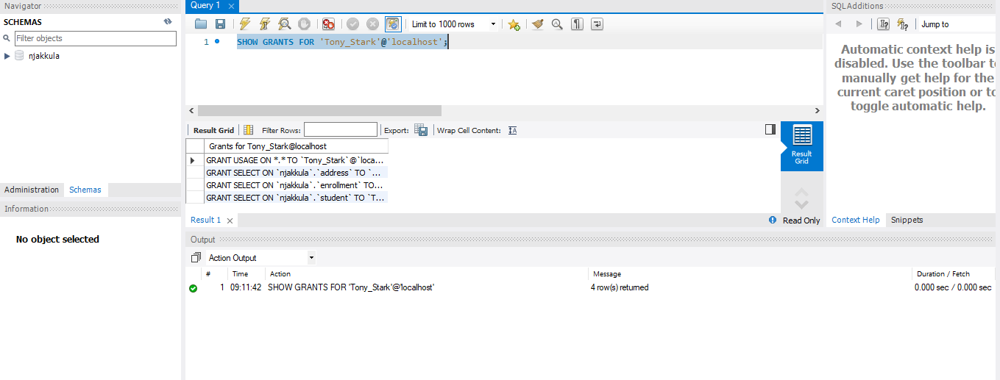 Navigator
SCHEMAS
Filter objects
njakkula
Administration Schemas
Information
No object selected
Query 1
Limit to 1000 rows
1 SHOW GRANTS FOR 'Tony_Stark'@'localhost';
Result Grid Filter Rows: Export: Wrap Cell Content:
Grants for Tony_Stark@localhost
GRANT USAGE ON *.* TO `Tony_Stark`@`loca...
GRANT SELECT ON `njakkula`.`address` TO `...
GRANT SELECT ON `njakkula`.`enrollment` TO...
GRANT SELECT ON `njakkula`.`student` TO `T...
Result Grid
Result 1 Read Only
Output
Action Output
# Time Action Message Duration / Fetch
1 09:11:42 SHOW GRANTS FOR 'Tony_Stark'@'localhost' 4 row(s) returned 0.000 sec / 0.000 sec
SQLAdditions
Jump to
Automatic context help is
disabled. Use the toolbar to
manually get help for the
current caret position or to
toggle automatic help.
Context Help Snippets